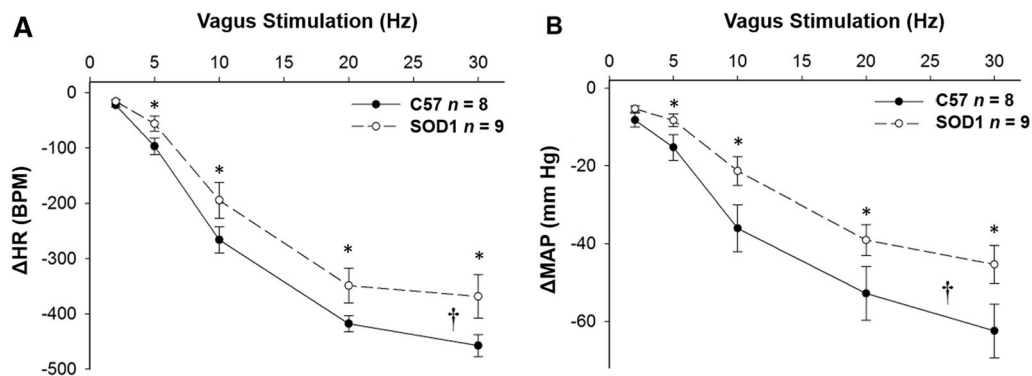 A
Vagus Stimulation (Hz)
0 5 10 15 20 25 30
0
-100
-200
-300
-400
-500
ΔHR (BPM)
C57 n = 8
SOD1 n = 9
*
*
*
*
†
B
Vagus Stimulation (Hz)
0 5 10 15 20 25 30
0
-20
-40
-60
ΔMAP (mm Hg)
C57 n = 8
SOD1 n = 9
*
*
*
*
†